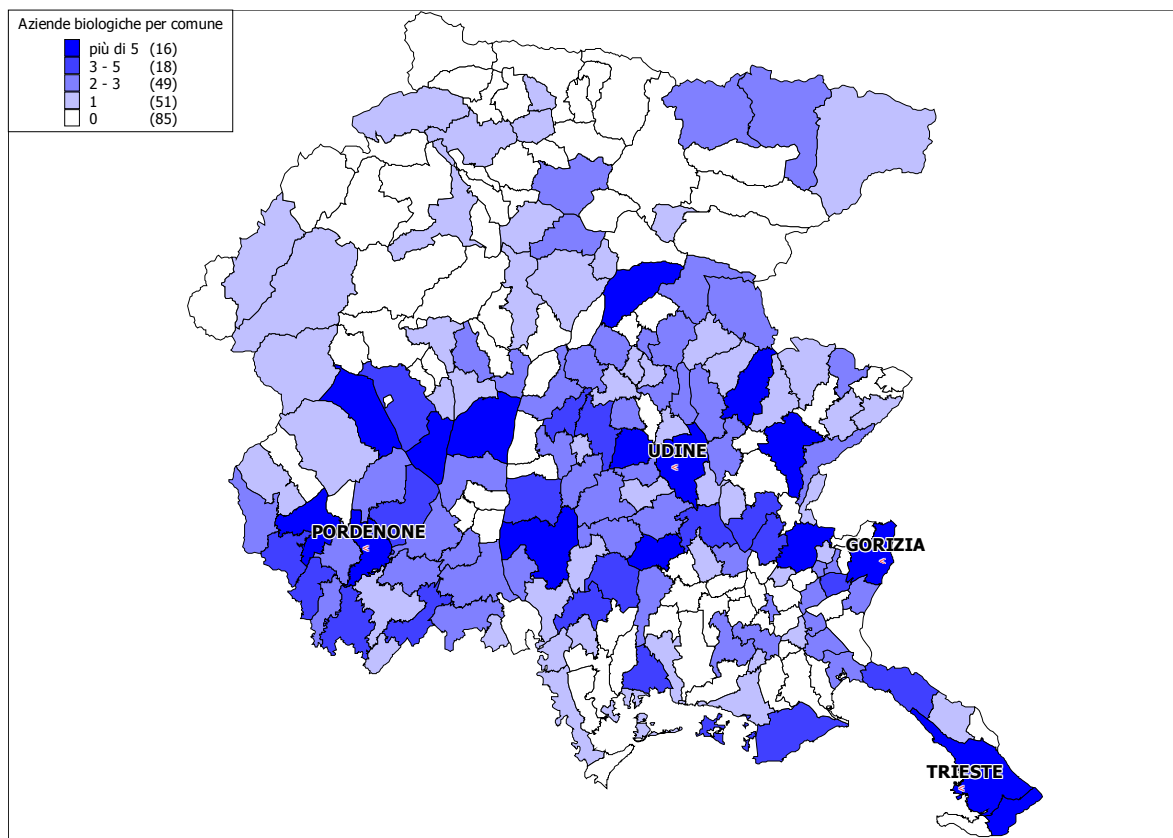 Aziende biologiche per comune
più di 5 (16)
3 - 5 (18)
2 - 3 (49)
1 (51)
0 (85)
UDINE
PORDENONE
GORIZIA
TRIESTE